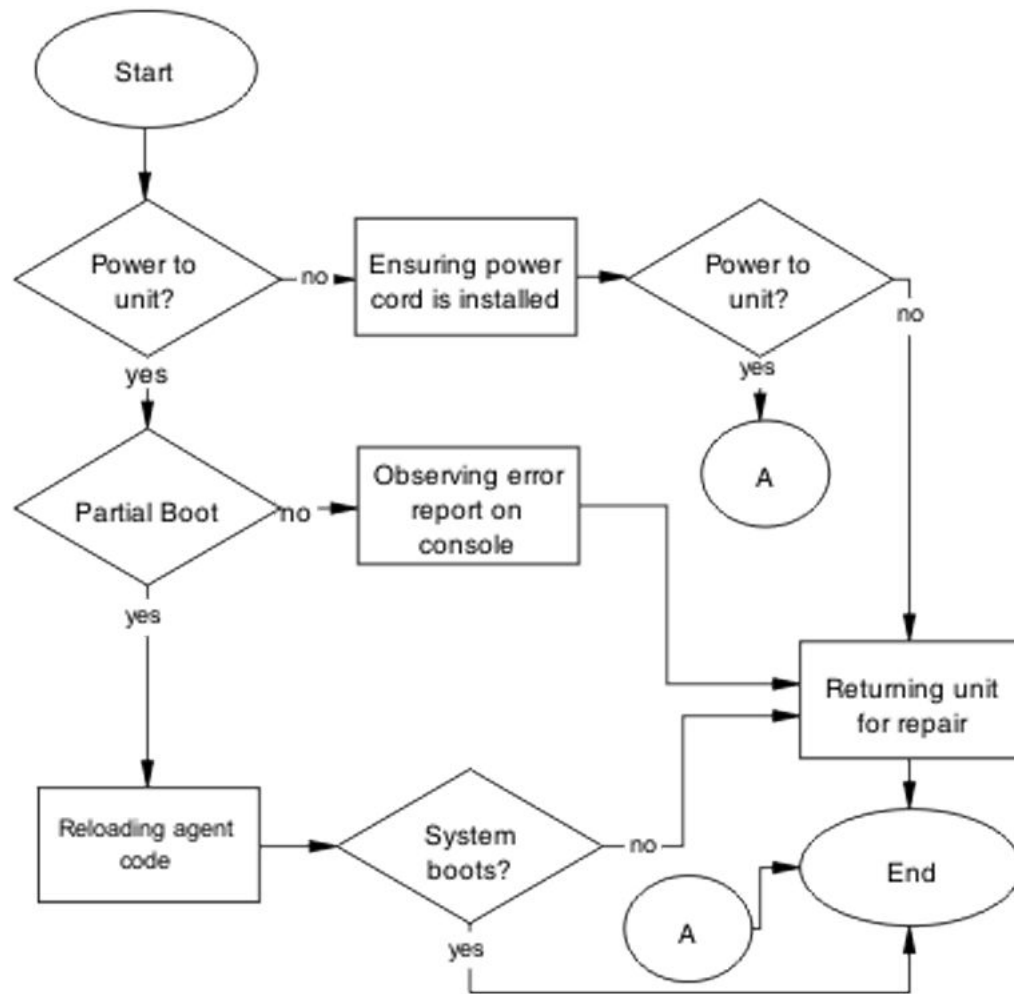 Start
Power to
unit?
no
Ensuring power
cord is installed
Power to
unit?
no
yes
yes
A
Partial Boot
no
Observing error
report on
console
yes
Returning unit
for repair
Reloading agent
code
System
boots?
no
End
A
yes